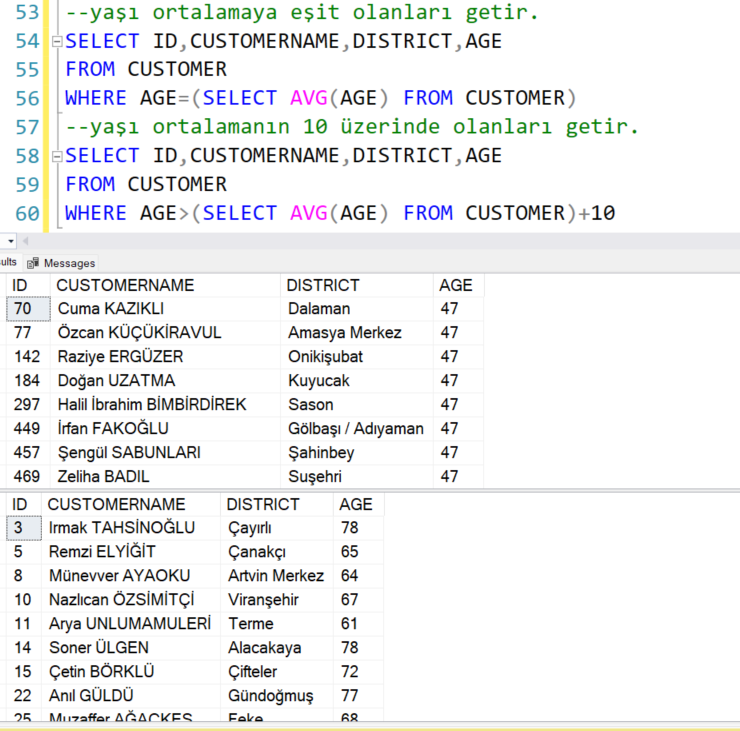 53 --yaşı ortalamaya eşit olanları getir.
54 SELECT ID,CUSTOMERNAME,DISTRICT,AGE
55 FROM CUSTOMER
56 WHERE AGE=(SELECT AVG(AGE) FROM CUSTOMER)
57 --yaşı ortalamanın 10 üzerinde olanları getir.
58 SELECT ID,CUSTOMERNAME,DISTRICT,AGE
59 FROM CUSTOMER
60 WHERE AGE>(SELECT AVG(AGE) FROM CUSTOMER)+10
ults Messages
ID CUSTOMERNAME DISTRICT AGE
70 Cuma KAZIKLI Dalaman 47
77 Özcan KÜÇÜKİRAVUL Amasya Merkez 47
142 Raziye ERGÜZER Onikişubat 47
184 Doğan UZATMA Kuyucak 47
297 Halil İbrahim BİMBİRDİREK Sason 47
449 İrfan FAKOĞLU Gölbaşı / Adıyaman 47
457 Şengül SABUNLARI Şahinbey 47
469 Zeliha BADIL Suşehri 47
ID CUSTOMERNAME DISTRICT AGE
3 Irmak TAHSİNOĞLU Çayırlı 78
5 Remzi ELYİĞİT Çanakçı 65
8 Münevver AYAOKU Artvin Merkez 64
10 Nazlıcan ÖZSİMİTÇİ Viranşehir 67
11 Arya UNLUMAMULERİ Terme 61
14 Soner ÜLGEN Alacakaya 78
15 Çetin BÖRKLÜ Çifteler 72
22 Anıl GÜLDÜ Gündoğmuş 77
25 Muzaffer AĞAÇKES Feke 68